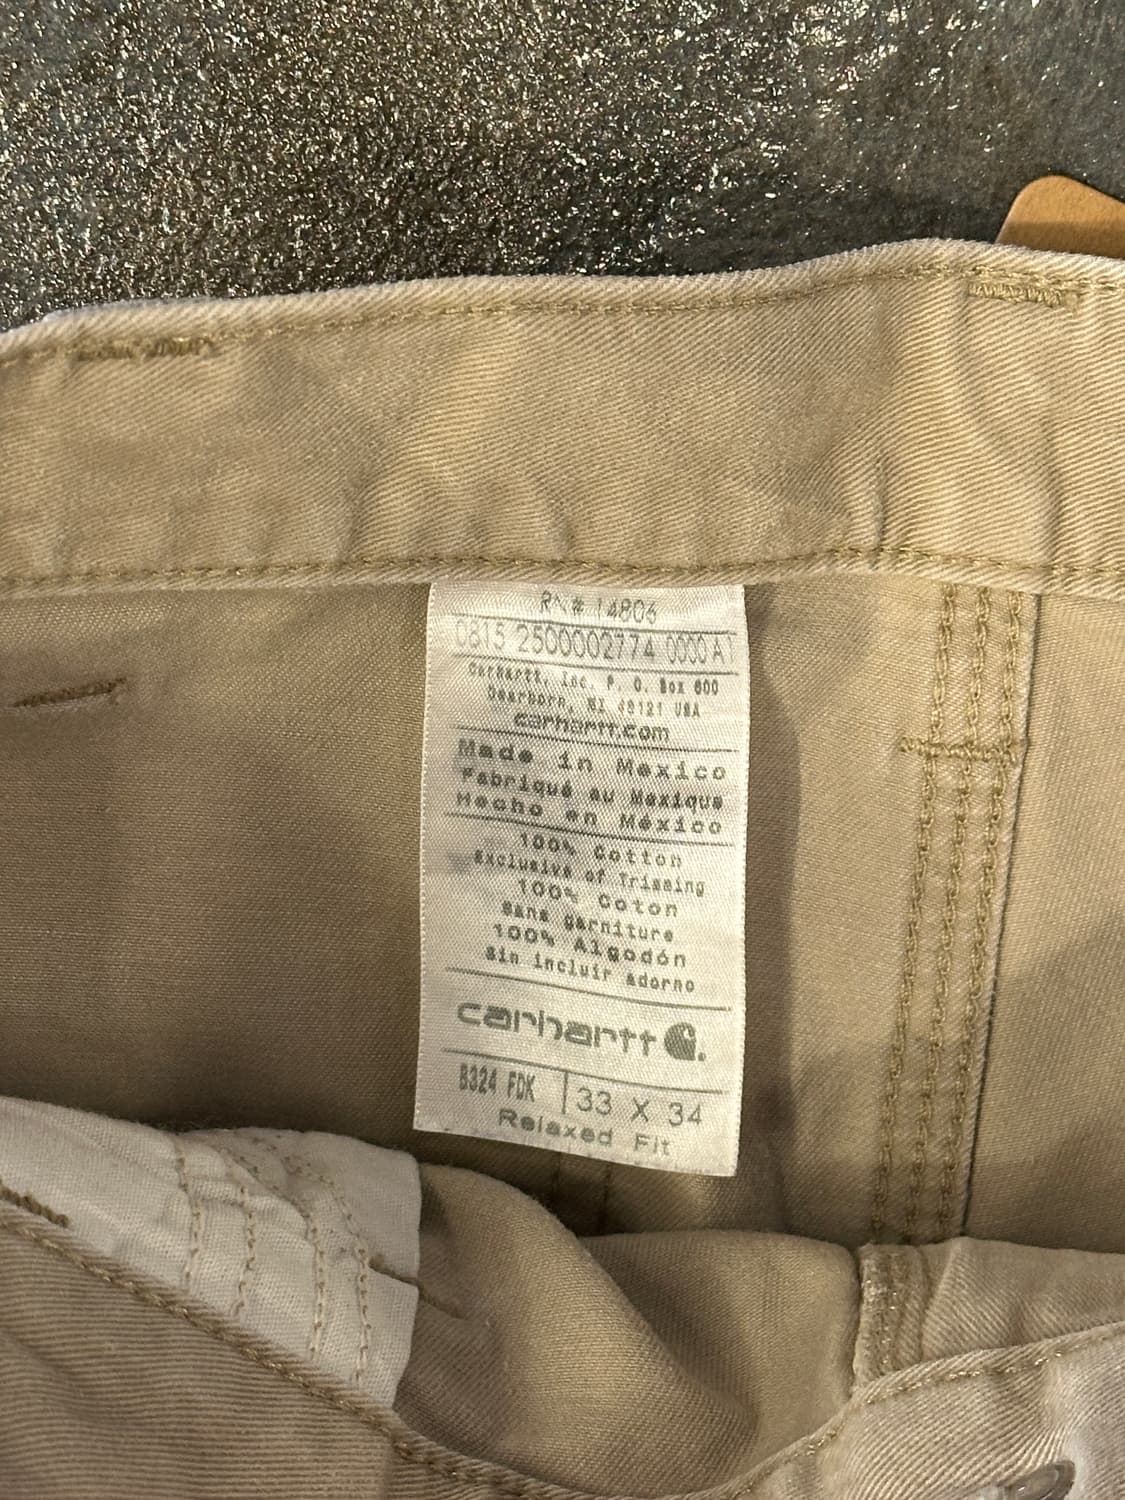 RN# 14806
0815 2500002774 0000 A1
Carhartt, Inc. P. O. Box 600
Dearborn, MI 48121 USA
carhartt.com
Made in Mexico
Fabriqué au Mexique
Hecho en México
100% Cotton
Exclusive of Trimming
100% Coton
Sans Garniture
100% Algodón
Sin incluir adorno
carhartt
B324 FDK 33 X 34
Relaxed Fit